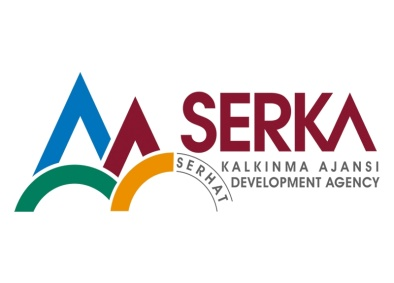 SERKA
SERHAT
KALKINMA AJANSI
DEVELOPMENT AGENCY